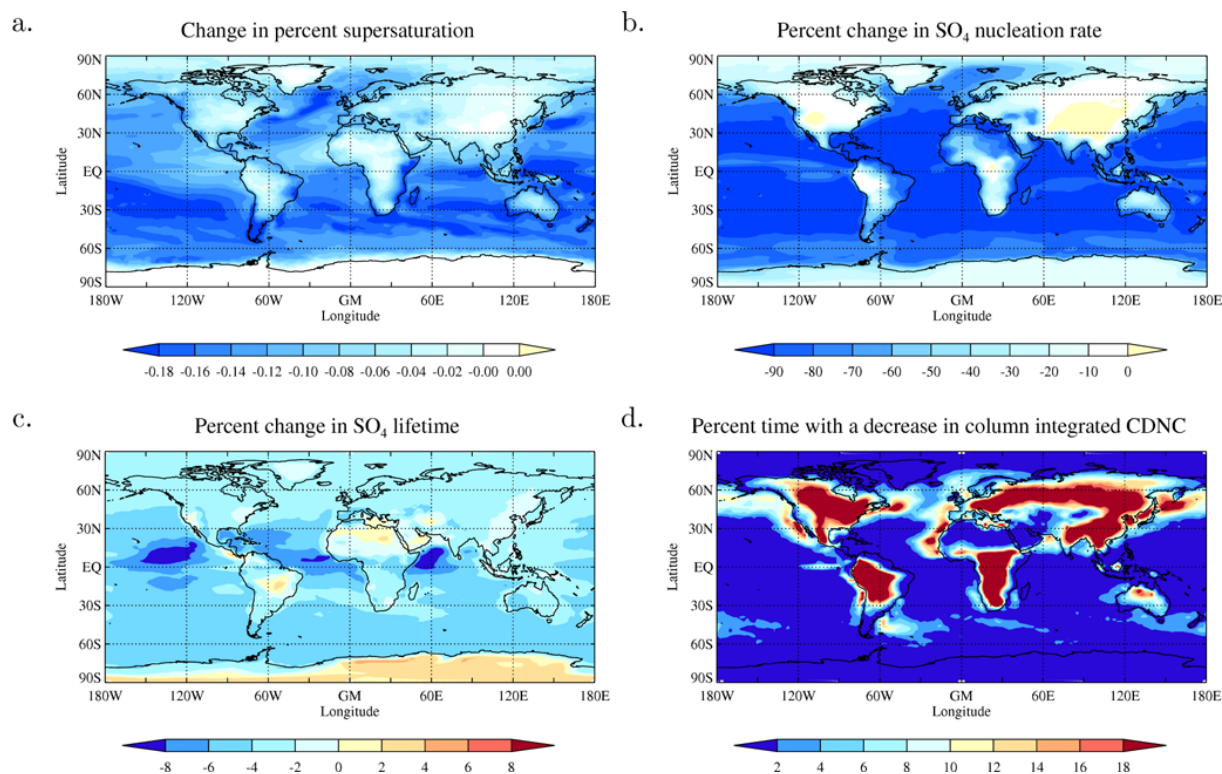 a.
Change in percent supersaturation
90N
60N
30N
EQ
30S
60S
90S
Latitude
180W 120W 60W GM 60E 120E 180E
Longitude
-0.18 -0.16 -0.14 -0.12 -0.10 -0.08 -0.06 -0.04 -0.02 -0.00 0.00
b.
Percent change in SO₄ nucleation rate
90N
60N
30N
EQ
30S
60S
90S
Latitude
180W 120W 60W GM 60E 120E 180E
Longitude
-90 -80 -70 -60 -50 -40 -30 -20 -10 0
c.
Percent change in SO₄ lifetime
90N
60N
30N
EQ
30S
60S
90S
Latitude
180W 120W 60W GM 60E 120E 180E
Longitude
-8 -6 -4 -2 0 2 4 6 8
d.
Percent time with a decrease in column integrated CDNC
90N
60N
30N
EQ
30S
60S
90S
Latitude
180W 120W 60W GM 60E 120E 180E
Longitude
2 4 6 8 10 12 14 16 18